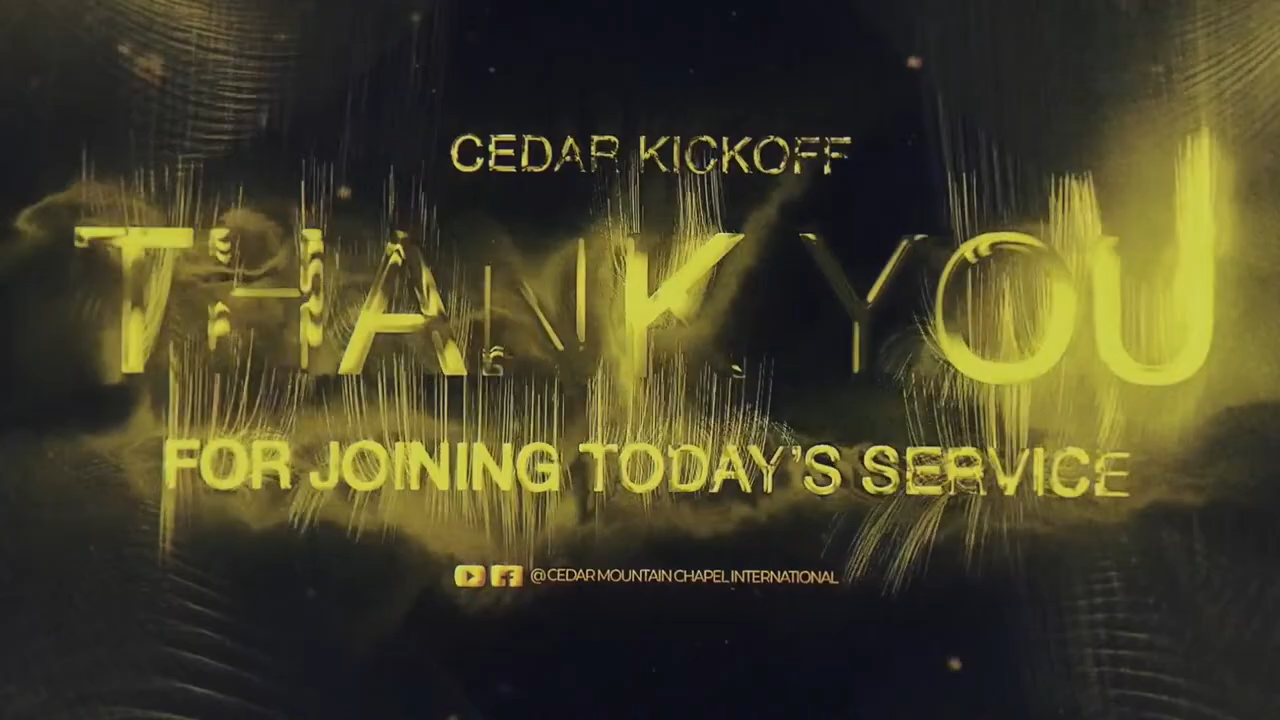 CEDAR KICKOFF
THANK YOU
FOR JOINING TODAY'S SERVICE
@CEDAR MOUNTAIN CHAPEL INTERNATIONAL